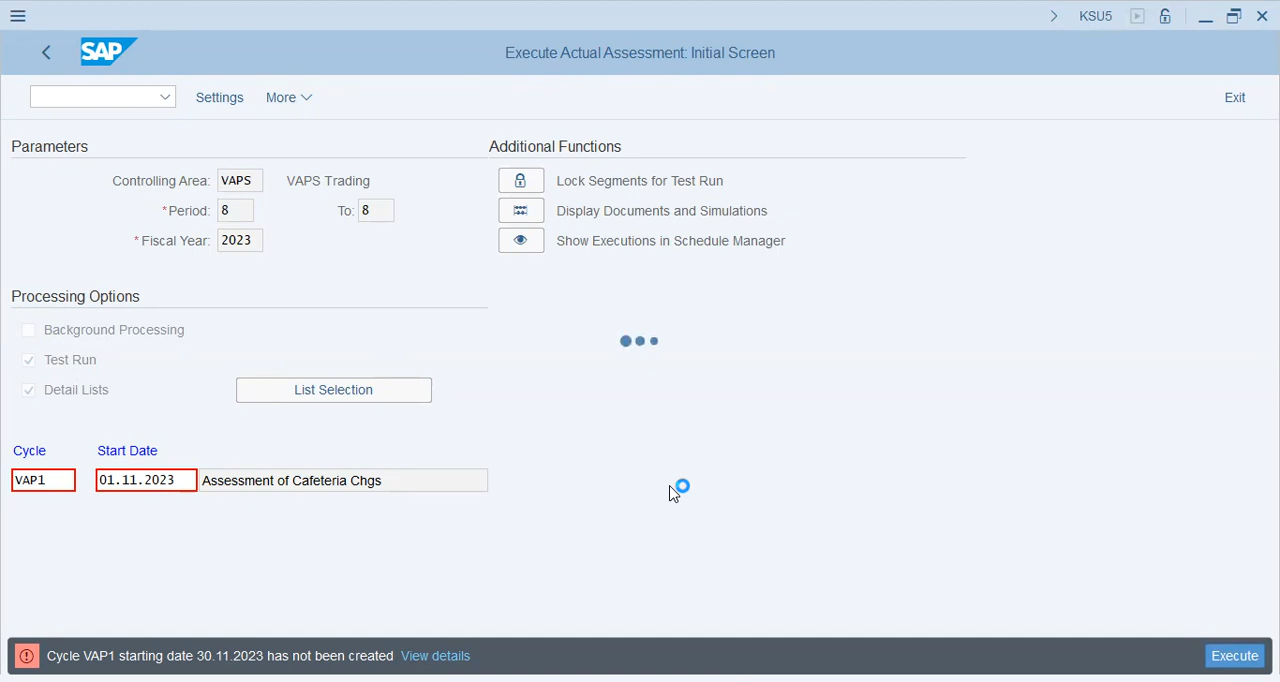 KSU5
SAP
Execute Actual Assessment: Initial Screen
Settings
More
Exit
Parameters
Additional Functions
Controlling Area: VAPS VAPS Trading
Lock Segments for Test Run
*Period: 8 To: 8
Display Documents and Simulations
*Fiscal Year: 2023
Show Executions in Schedule Manager
Processing Options
Background Processing
Test Run
Detail Lists
List Selection
Cycle Start Date
VAP1 01.11.2023 Assessment of Cafeteria Chgs
Cycle VAP1 starting date 30.11.2023 has not been created View details
Execute